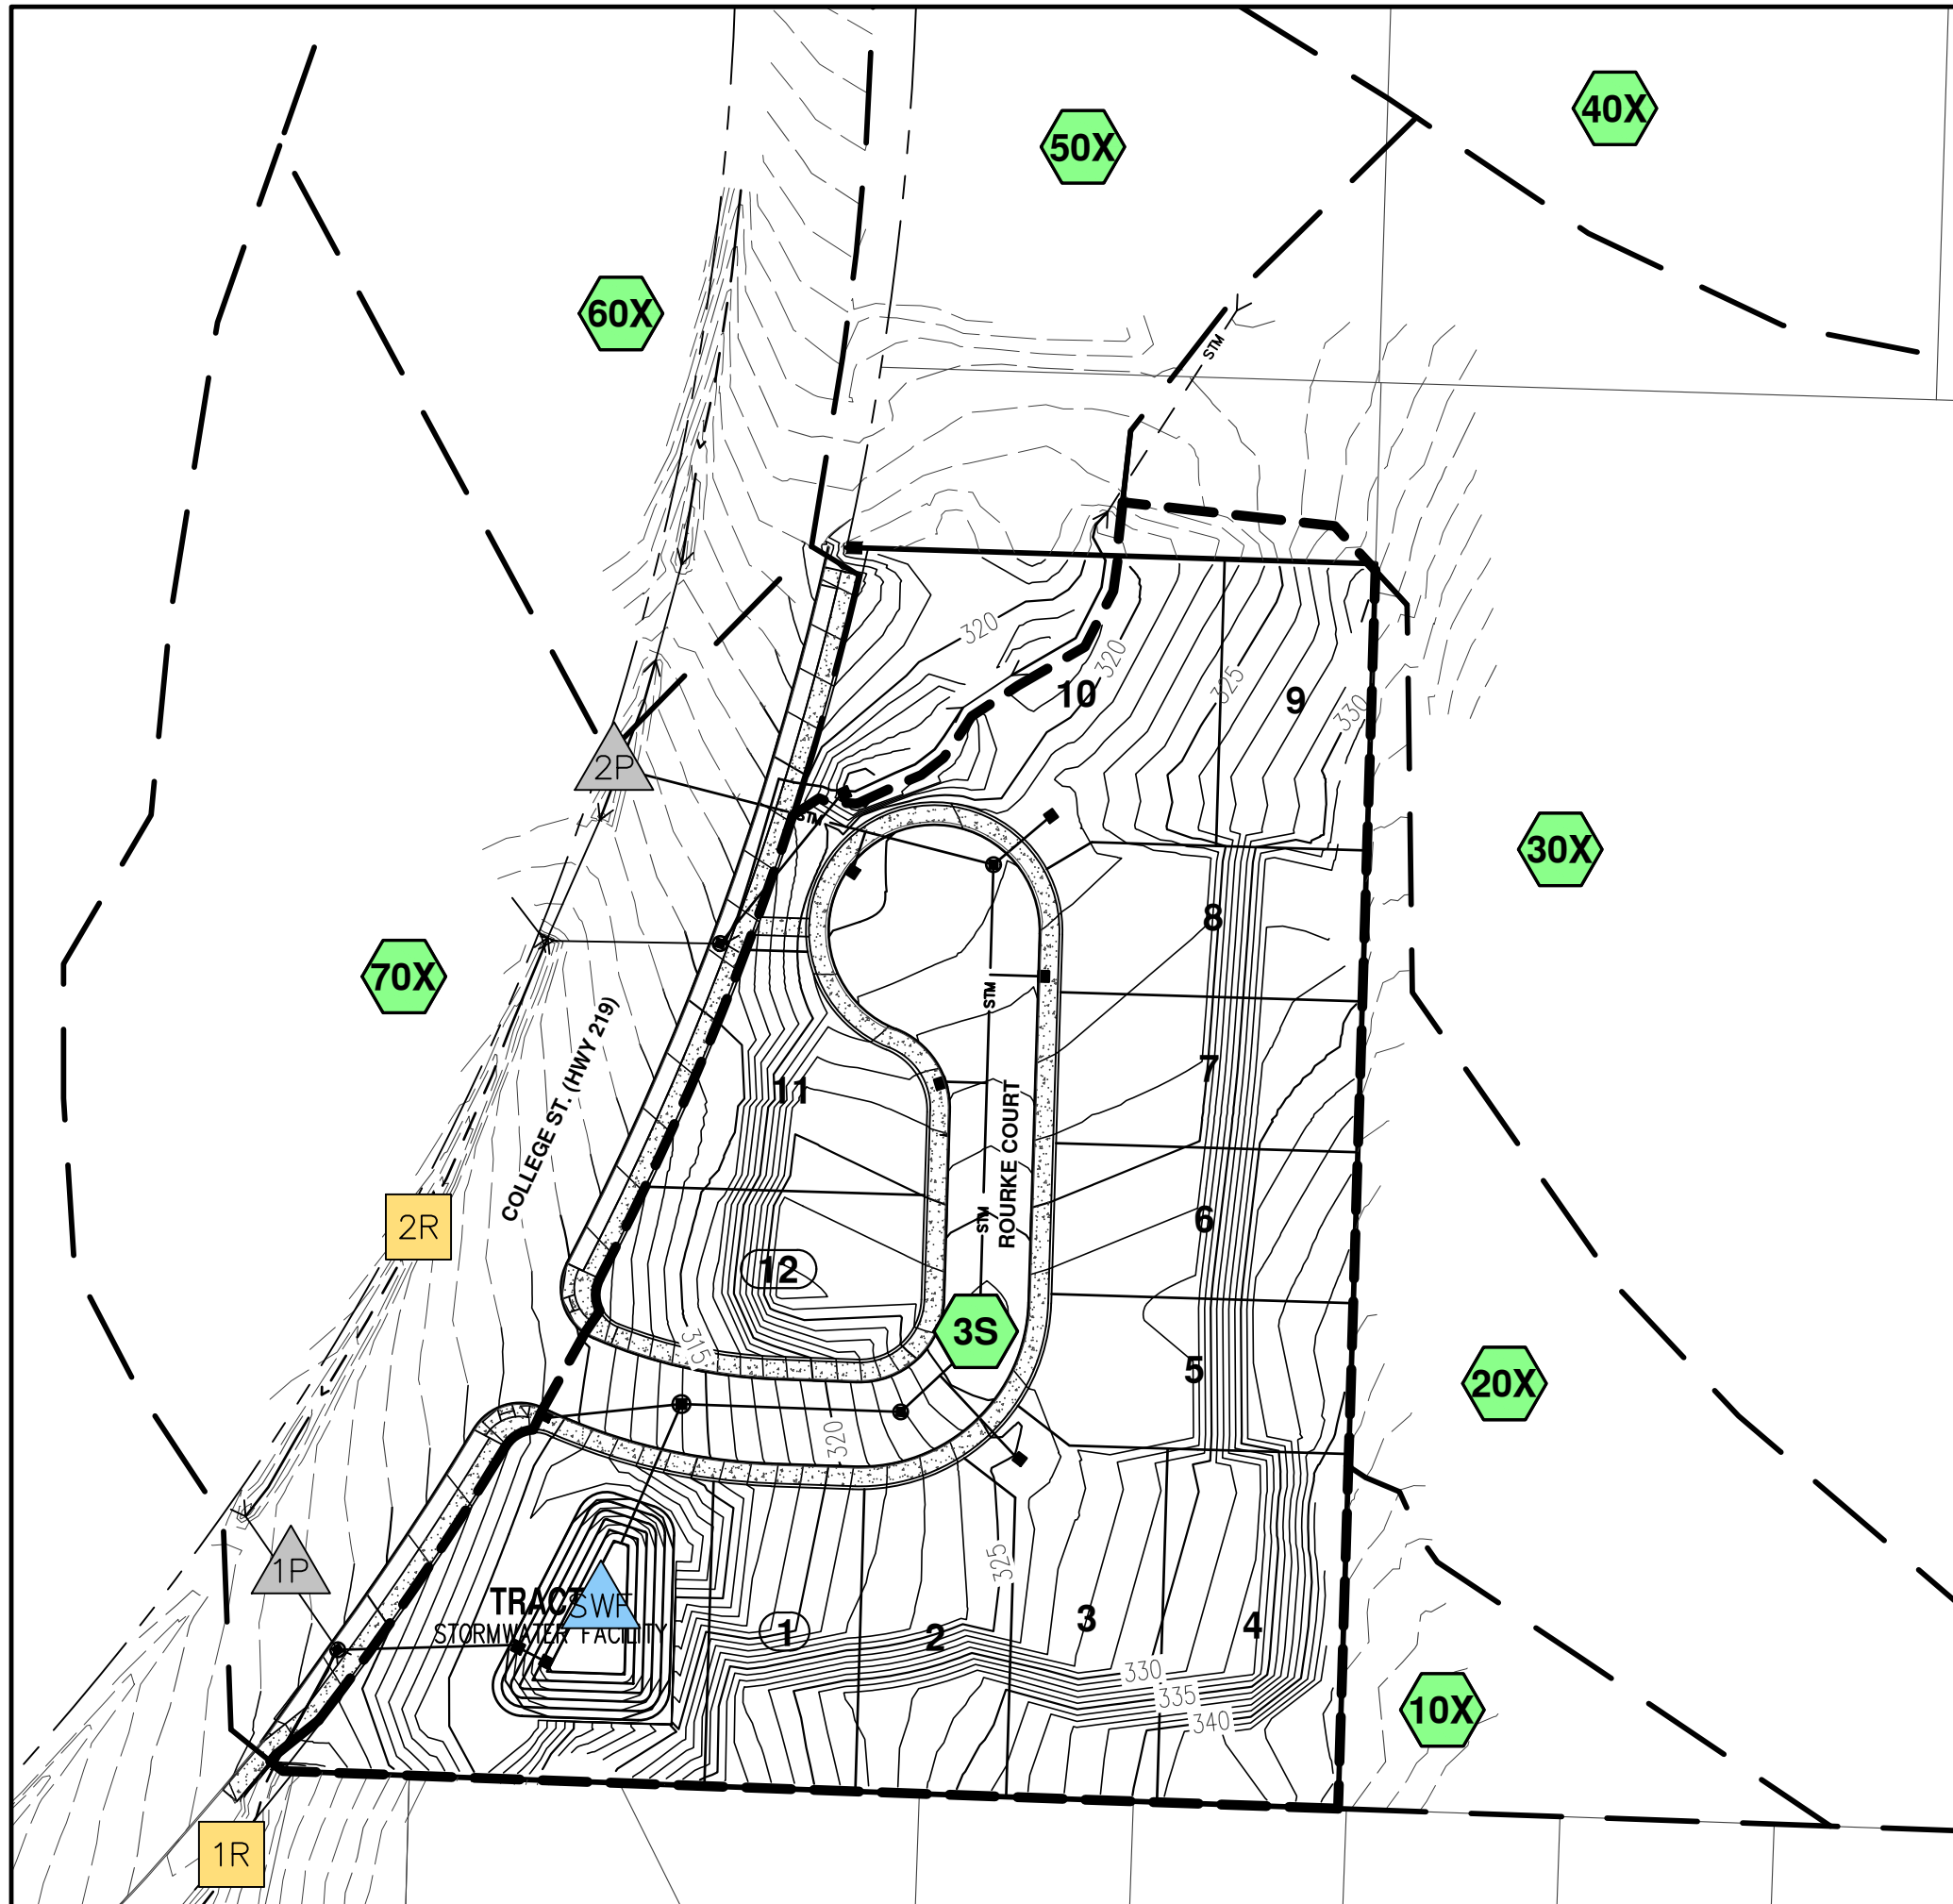 40X
50X
60X
STM
320
320
10
325
9
330
2P
STM
30X
8
70X
STM
COLLEGE ST. (HWY 219)
7
11
ROURKE COURT
STM
6
2R
12
3S
315
5
20X
320
325
1P
TRACT
SWF
STORMWATER FACILITY
1
2
3
4
330
335
340
10X
1R